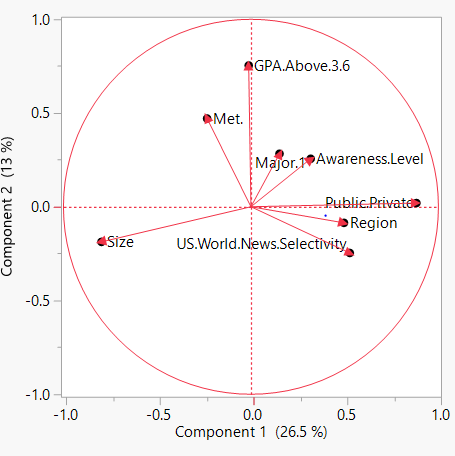 1.0
GPA.Above.3.6
0.5
Met.
Major.1
Awareness.Level
Public.Private
0.0
Region
Size
US.World.News.Selectivity
-0.5
-1.0
-1.0 -0.5 0.0 0.5 1.0
Component 1 (26.5 %)
Component 2 (13 %)